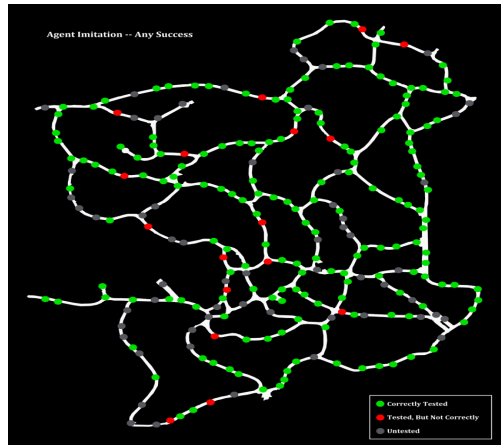 Agent Imitation -- Any Success
Correctly Tested
Tested, But Not Correctly
Untested